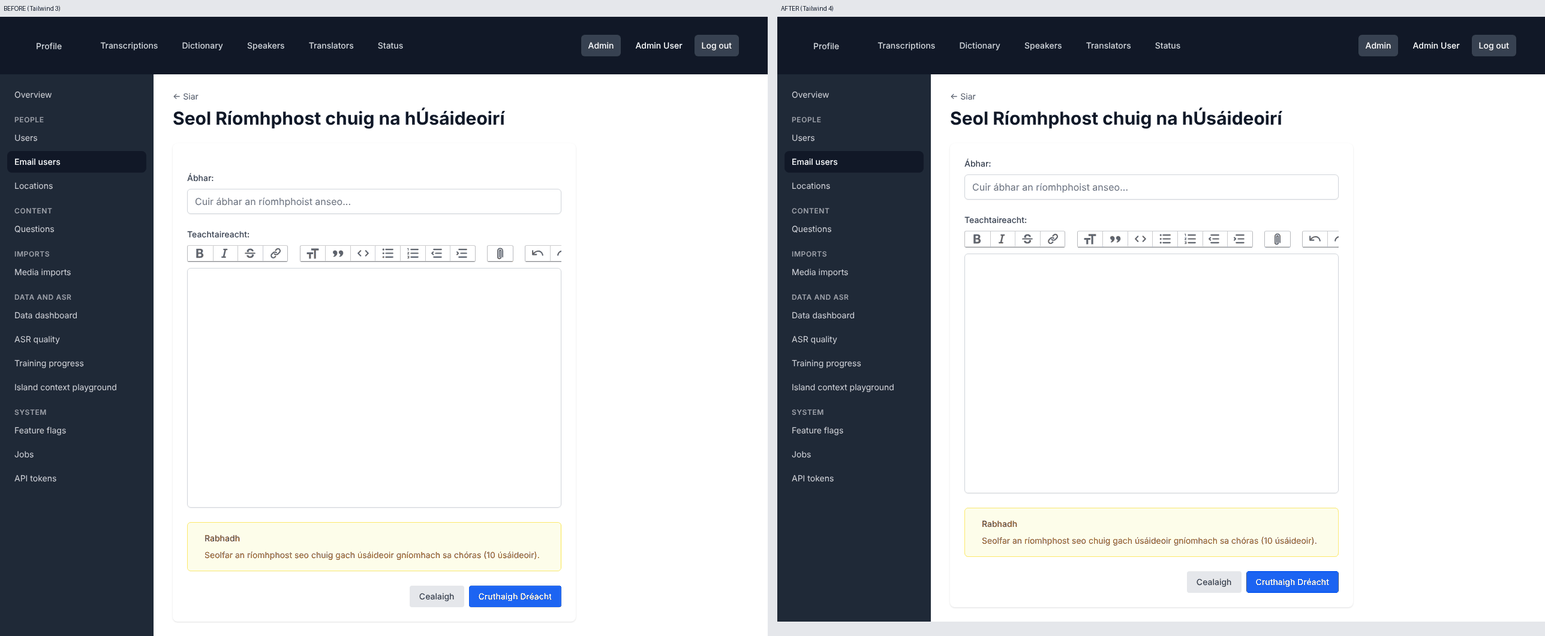 BEFORE (Tailwind 3)
Profile Transcriptions Dictionary Speakers Translators Status Admin Admin User Log out
Overview
PEOPLE
Users
Email users
Locations
CONTENT
Questions
IMPORTS
Media imports
DATA AND ASR
Data dashboard
ASR quality
Training progress
Island context playground
SYSTEM
Feature flags
Jobs
API tokens
← Siar
Seol Ríomhphost chuig na hÚsáideoirí
Ábhar:
Cuir ábhar an ríomhphoist anseo...
Teachtaireacht:
Rabhadh
Seolfar an ríomhphost seo chuig gach úsáideoir gníomhach sa chóras (10 úsáideoir).
Cealaigh Cruthaigh Dréacht
AFTER (Tailwind 4)
Profile Transcriptions Dictionary Speakers Translators Status Admin Admin User Log out
Overview
PEOPLE
Users
Email users
Locations
CONTENT
Questions
IMPORTS
Media imports
DATA AND ASR
Data dashboard
ASR quality
Training progress
Island context playground
SYSTEM
Feature flags
Jobs
API tokens
← Siar
Seol Ríomhphost chuig na hÚsáideoirí
Ábhar:
Cuir ábhar an ríomhphoist anseo...
Teachtaireacht:
Rabhadh
Seolfar an ríomhphost seo chuig gach úsáideoir gníomhach sa chóras (10 úsáideoir).
Cealaigh Cruthaigh Dréacht